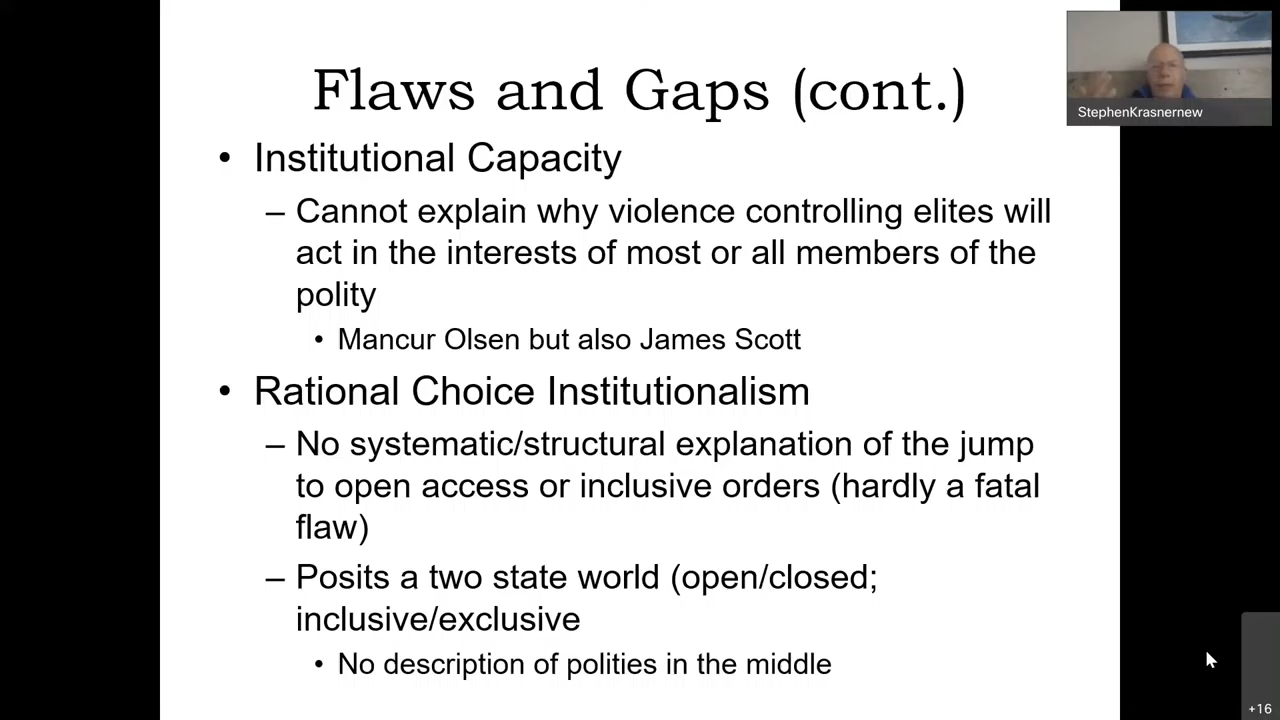 Flaws and Gaps (cont.)
StephenKrasnernew
• Institutional Capacity
– Cannot explain why violence controlling elites will
act in the interests of most or all members of the
polity
• Mancur Olsen but also James Scott
• Rational Choice Institutionalism
– No systematic/structural explanation of the jump
to open access or inclusive orders (hardly a fatal
flaw)
– Posits a two state world (open/closed;
inclusive/exclusive
• No description of polities in the middle
+16